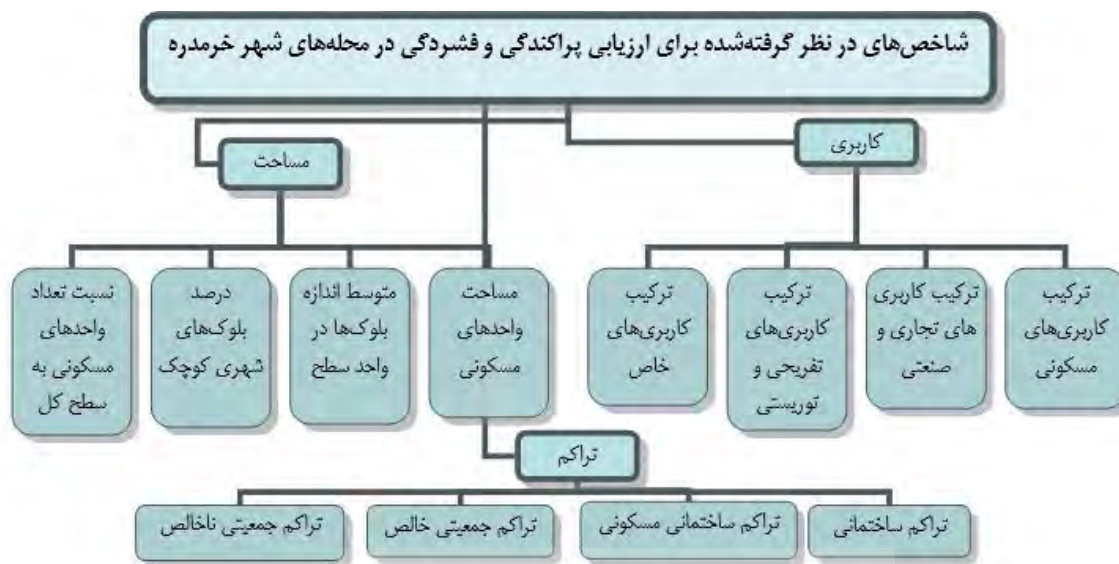 شاخص‌های در نظر گرفته‌شده برای ارزیابی پراکندگی و فشردگی در محله‌های شهر خرمدره
کاربری
مساحت
ترکیب
کاربری‌های
مسکونی
ترکیب کاربری
های تجاری و
صنعتی
ترکیب
کاربری‌های
تفریحی و
توریستی
ترکیب
کاربری‌های
خاص
مساحت
واحدهای
مسکونی
متوسط اندازه
بلوک‌ها در
واحد سطح
درصد
بلوک‌های
شهری کوچک
نسبت تعداد
واحدهای
مسکونی به
سطح کل
تراکم
تراکم ساختمانی
تراکم ساختمانی مسکونی
تراکم جمعیتی خالص
تراکم جمعیتی ناخالص